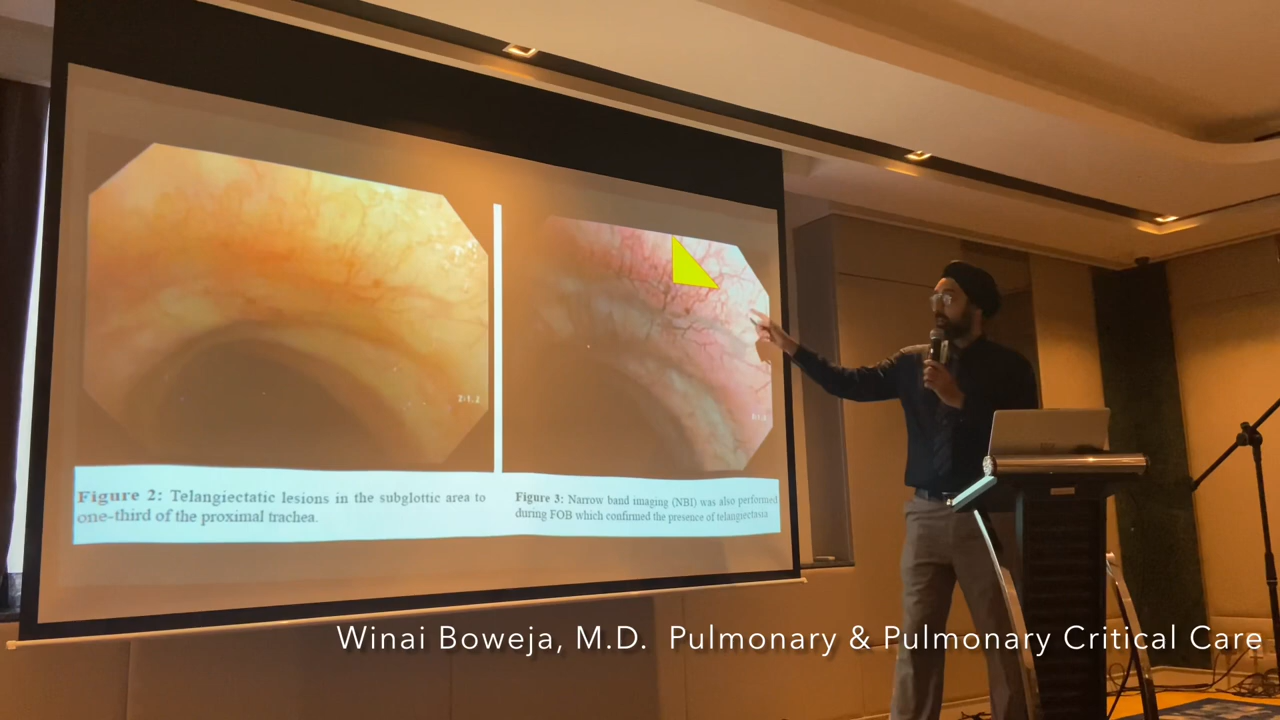 Figure 2: Telangiectatic lesions in the subglottic area to
one-third of the proximal trachea.
Figure 3: Narrow band imaging (NBI) was also performed
during FOB which confirmed the presence of telangiectasia
Winai Boweja, M.D. Pulmonary & Pulmonary Critical Care